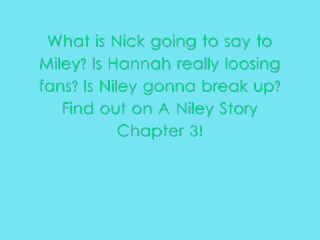 What is Nick going to say to
Miley? Is Hannah really loosing
fans? Is Niley gonna break up?
Find out on A Niley Story
Chapter 3!